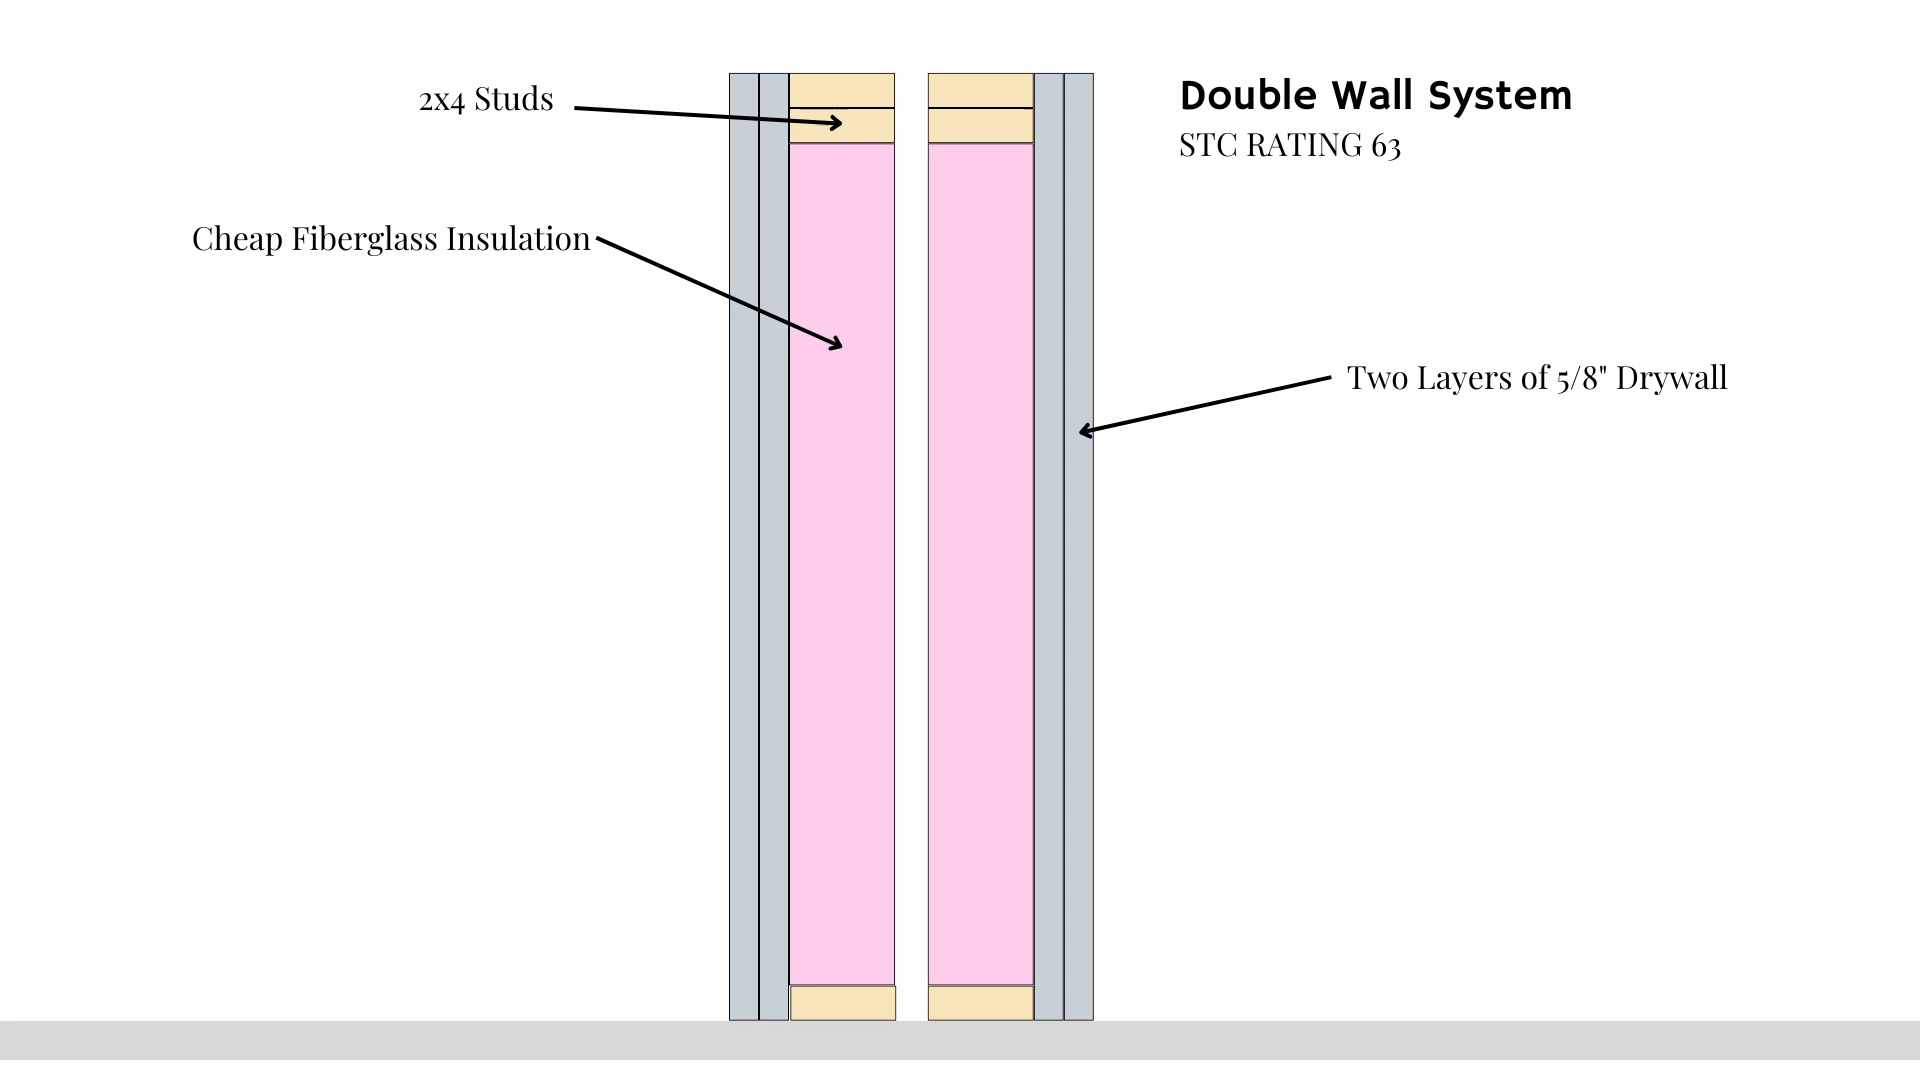 Double Wall System
STC RATING 63
2x4 Studs
Cheap Fiberglass Insulation
Two Layers of 5/8" Drywall